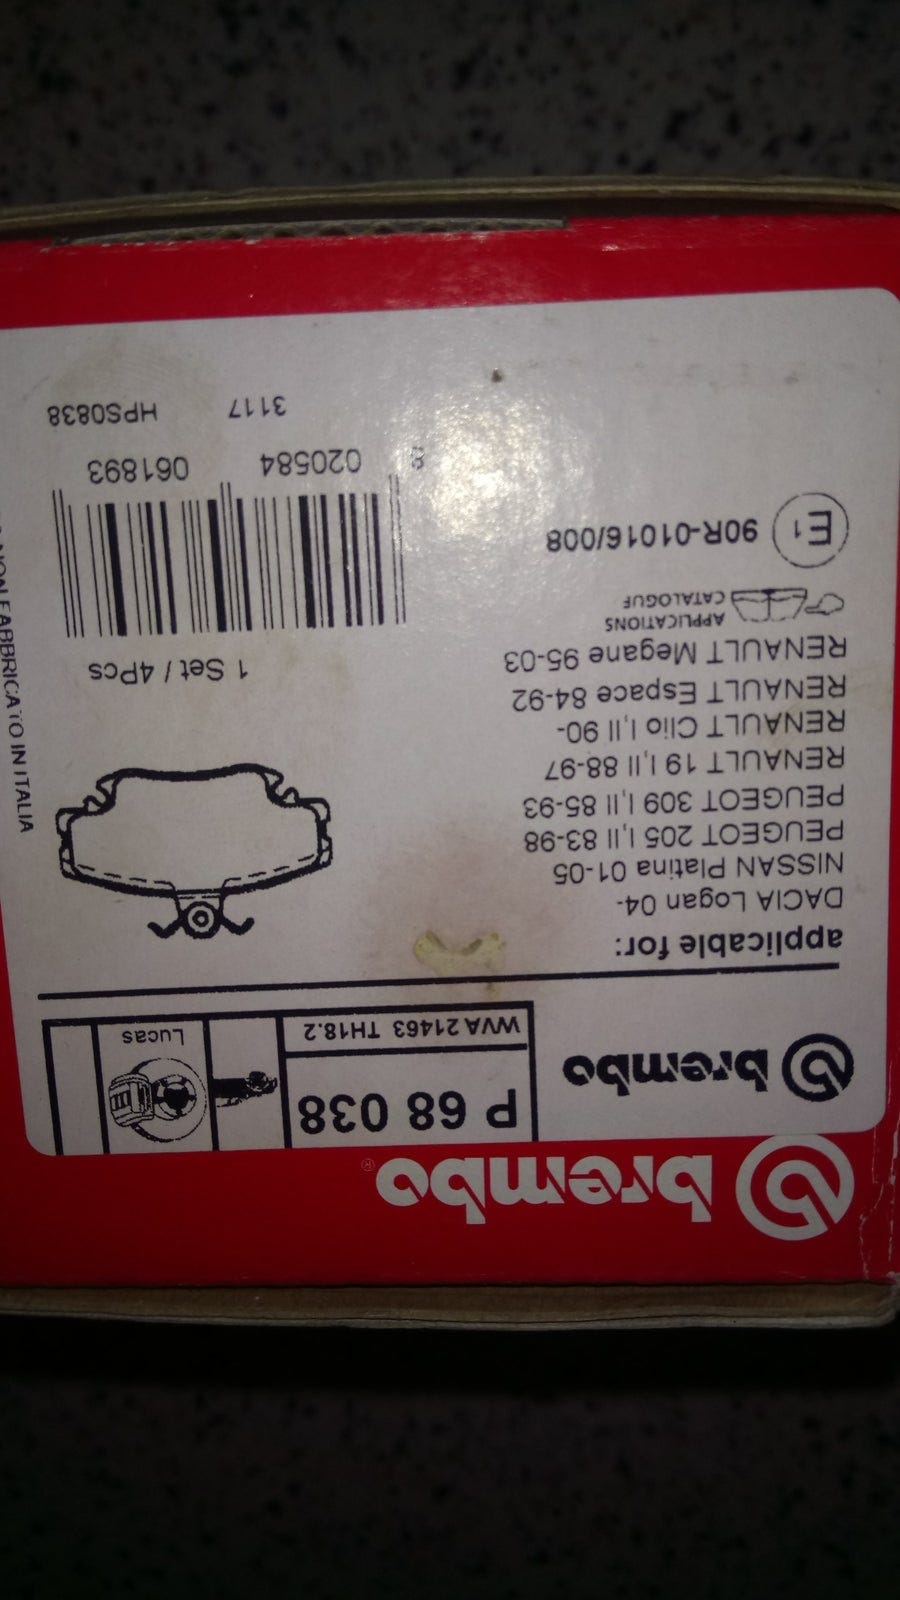 brembo®
brembo
P 68 038
WVA 21463 TH18.2
Lucas
applicable for:
DACIA Logan 04-
NISSAN Platina 01-05
PEUGEOT 205 I,II 83-98
PEUGEOT 309 I,II 85-93
RENAULT 19 I,II 88-97
RENAULT Clio I,II 90-
RENAULT Espace 84-92
RENAULT Megane 95-03
APPLICATIONS
CATALOGUE
E1 90R-01016/008
1 Set / 4Pcs
8 020584 061893
3117 HPS0838
NON FABBRICATO IN ITALIA